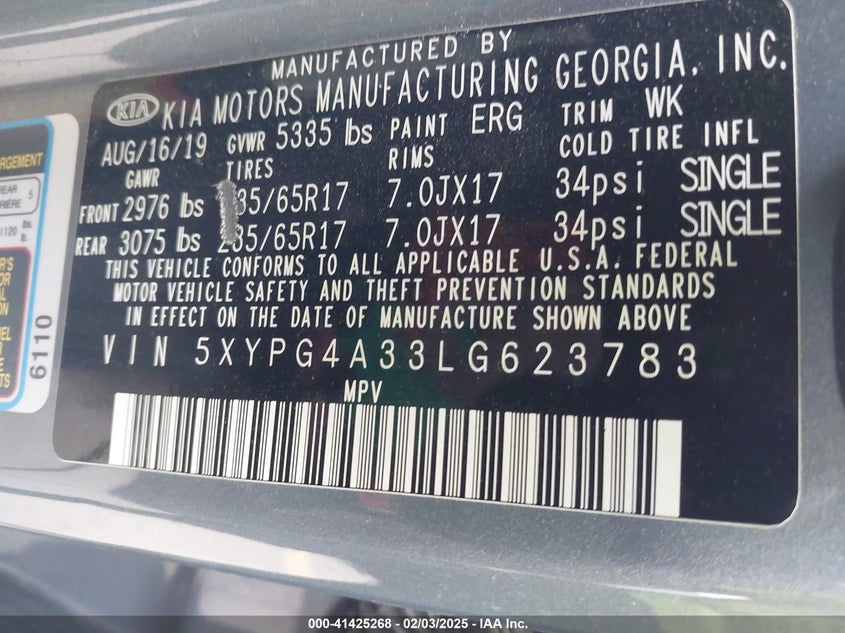 MANUFACTURED BY
KIA KIA MOTORS MANUFACTURING GEORGIA, INC.
AUG/16/19 GVWR 5335 lbs PAINT ERG TRIM WK
GAWR TIRES RIMS COLD TIRE INFL
FRONT 2976 lbs 35/65R17 7.0JX17 34psi SINGLE
REAR 3075 lbs 235/65R17 7.0JX17 34psi SINGLE
THIS VEHICLE CONFORMS TO ALL APPLICABLE U.S.A. FEDERAL
MOTOR VEHICLE SAFETY AND THEFT PREVENTION STANDARDS
IN EFFECT ON THE DATE OF MANUFACTURE SHOWN ABOVE
VIN 5XYPG4A33LG623783
MPV
6110
000-41425268 - 02/03/2025 - IAA Inc.